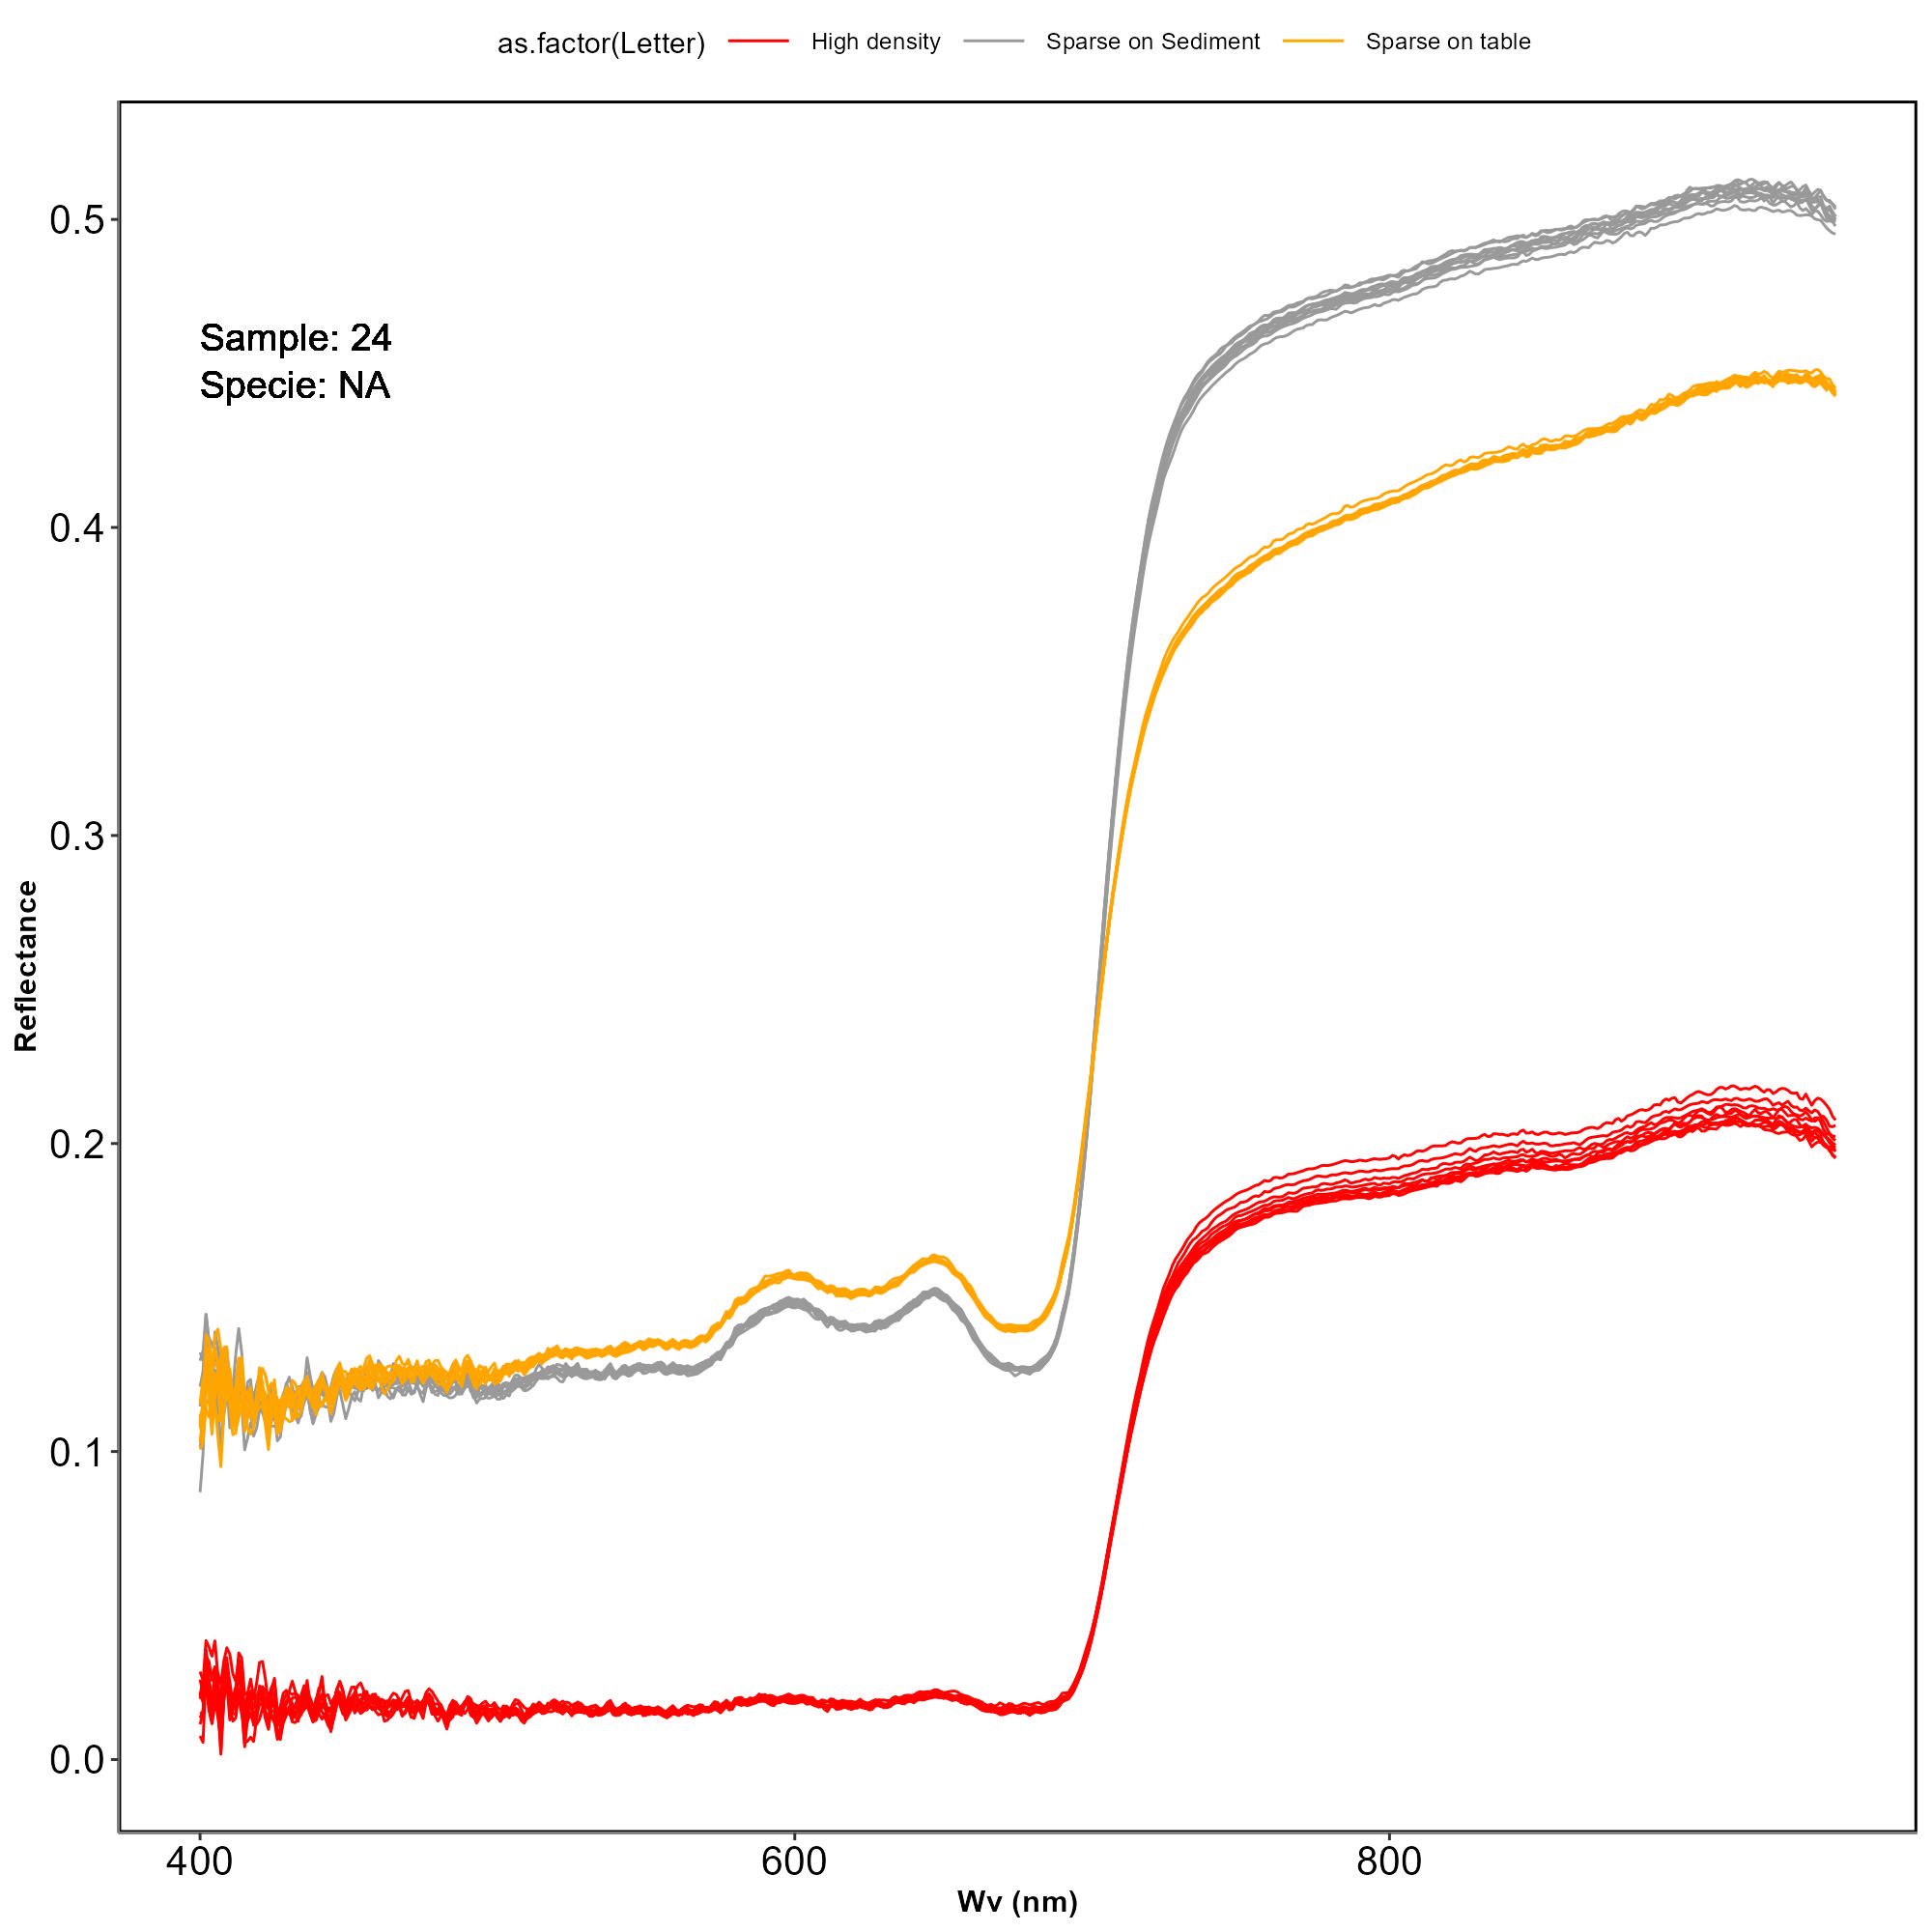 as.factor(Letter) High density Sparse on Sediment Sparse on table
Sample: 24
Specie: NA
Reflectance
0.5
0.4
0.3
0.2
0.1
0.0
400 600 800
Wv (nm)